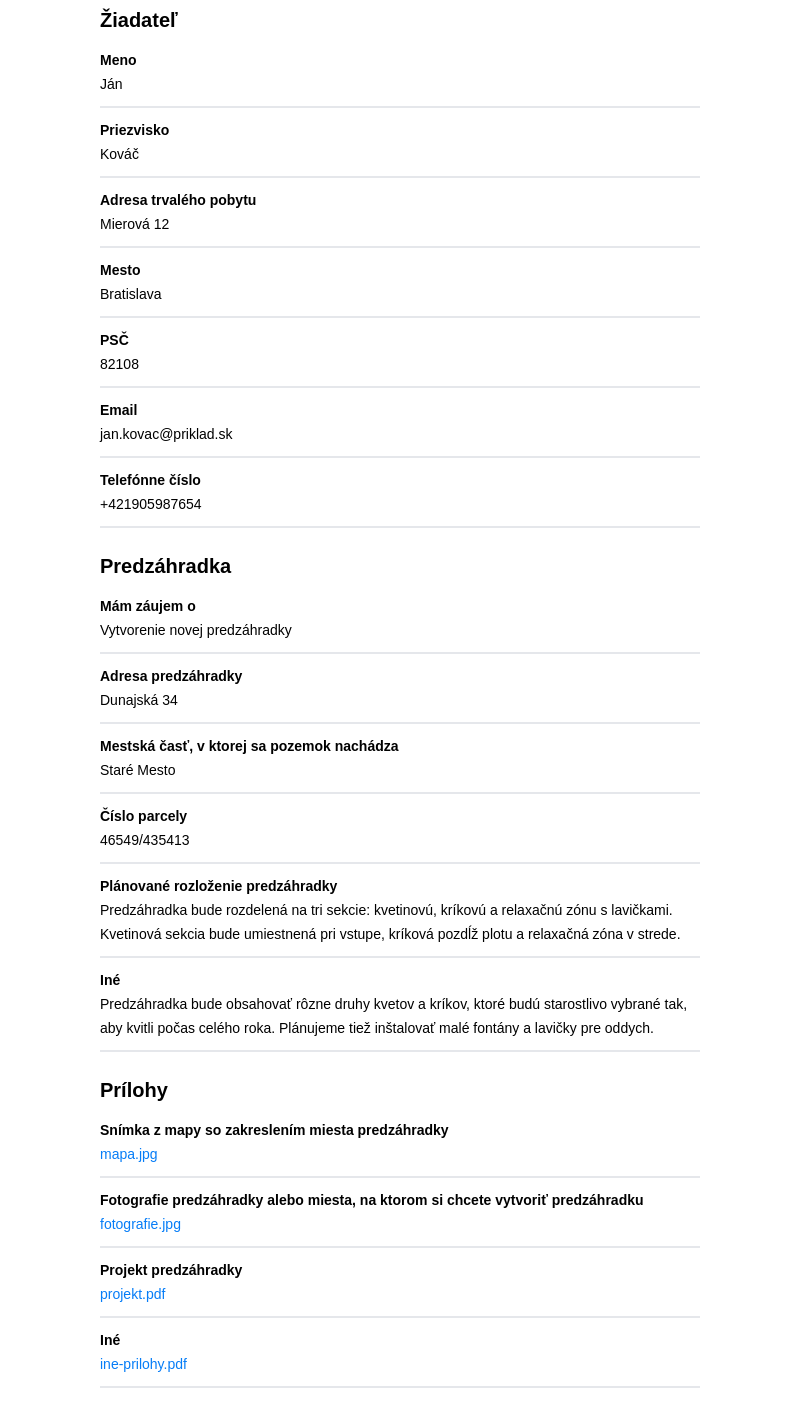 Žiadateľ
Meno
Ján
Priezvisko
Kováč
Adresa trvalého pobytu
Mierová 12
Mesto
Bratislava
PSČ
82108
Email
jan.kovac@priklad.sk
Telefónne číslo
+421905987654
Predzáhradka
Mám záujem o
Vytvorenie novej predzáhradky
Adresa predzáhradky
Dunajská 34
Mestská časť, v ktorej sa pozemok nachádza
Staré Mesto
Číslo parcely
46549/435413
Plánované rozloženie predzáhradky
Predzáhradka bude rozdelená na tri sekcie: kvetinovú, kríkovú a relaxačnú zónu s lavičkami.
Kvetinová sekcia bude umiestnená pri vstupe, kríková pozdĺž plotu a relaxačná zóna v strede.
Iné
Predzáhradka bude obsahovať rôzne druhy kvetov a kríkov, ktoré budú starostlivo vybrané tak,
aby kvitli počas celého roka. Plánujeme tiež inštalovať malé fontány a lavičky pre oddych.
Prílohy
Snímka z mapy so zakreslením miesta predzáhradky
mapa.jpg
Fotografie predzáhradky alebo miesta, na ktorom si chcete vytvoriť predzáhradku
fotografie.jpg
Projekt predzáhradky
projekt.pdf
Iné
ine-prilohy.pdf